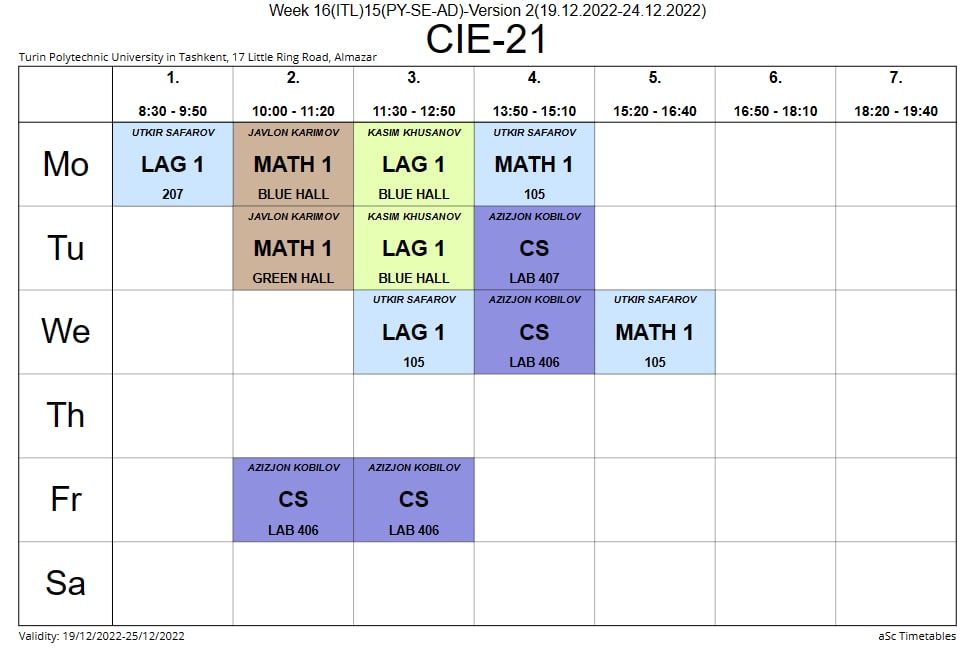 Week 16(ITL)15(PY-SE-AD)-Version 2(19.12.2022-24.12.2022)
CIE-21
Turin Polytechnic University in Tashkent, 17 Little Ring Road, Almazar
1. 2. 3. 4. 5. 6. 7.
8:30 - 9:50 10:00 - 11:20 11:30 - 12:50 13:50 - 15:10 15:20 - 16:40 16:50 - 18:10 18:20 - 19:40
UTKIR SAFAROV JAVLON KARIMOV KASIM KHUSANOV UTKIR SAFAROV
Mo LAG 1 MATH 1 LAG 1 MATH 1
207 BLUE HALL BLUE HALL 105
JAVLON KARIMOV KASIM KHUSANOV AZIZJON KOBILOV
Tu MATH 1 LAG 1 CS
GREEN HALL BLUE HALL LAB 407
UTKIR SAFAROV AZIZJON KOBILOV UTKIR SAFAROV
We LAG 1 CS MATH 1
105 LAB 406 105
Th
AZIZJON KOBILOV AZIZJON KOBILOV
Fr CS CS
LAB 406 LAB 406
Sa
Validity: 19/12/2022-25/12/2022 aSc Timetables